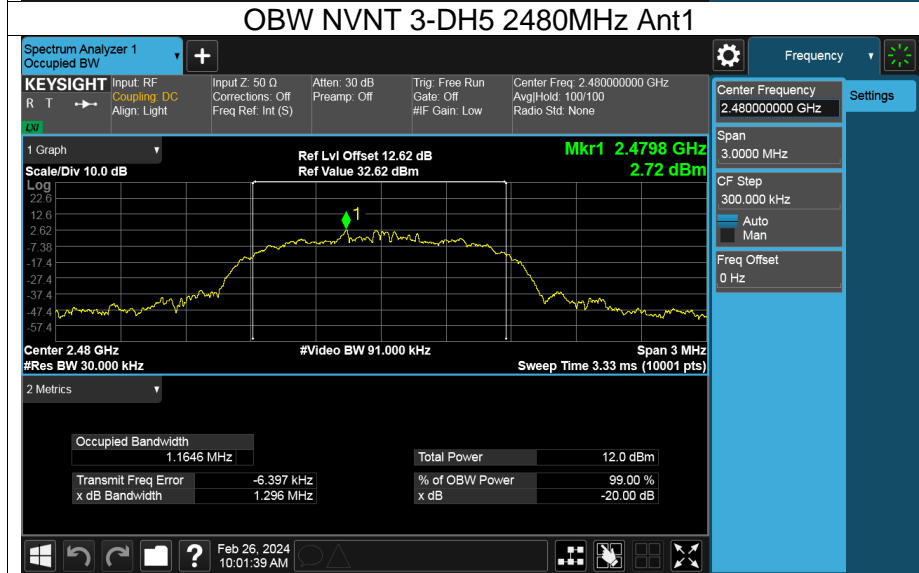 OBW NVNT 3-DH5 2480MHz Ant1
Spectrum Analyzer 1
Occupied BW
+
Frequency
KEYSIGHT
R T
LXI
Input: RF
Coupling: DC
Align: Light
Input Z: 50 Ω
Corrections: Off
Freq Ref: Int (S)
Atten: 30 dB
Preamp: Off
Trig: Free Run
Gate: Off
#IF Gain: Low
Center Freq: 2.480000000 GHz
Avg|Hold: 100/100
Radio Std: None
Center Frequency
2.480000000 GHz
Settings
Span
3.0000 MHz
CF Step
300.000 kHz
Auto
Man
Freq Offset
0 Hz
1 Graph
Scale/Div 10.0 dB
Ref Lvl Offset 12.62 dB
Ref Value 32.62 dBm
Mkr1 2.4798 GHz
2.72 dBm
Log
22.6
12.6
2.62
-7.38
-17.4
-27.4
-37.4
-47.4
-57.4
1
Center 2.48 GHz
#Res BW 30.000 kHz
#Video BW 91.000 kHz
Span 3 MHz
Sweep Time 3.33 ms (10001 pts)
2 Metrics
Occupied Bandwidth
1.1646 MHz
Total Power 12.0 dBm
Transmit Freq Error -6.397 kHz
% of OBW Power 99.00 %
x dB Bandwidth 1.296 MHz
x dB -20.00 dB
?
Feb 26, 2024
10:01:39 AM